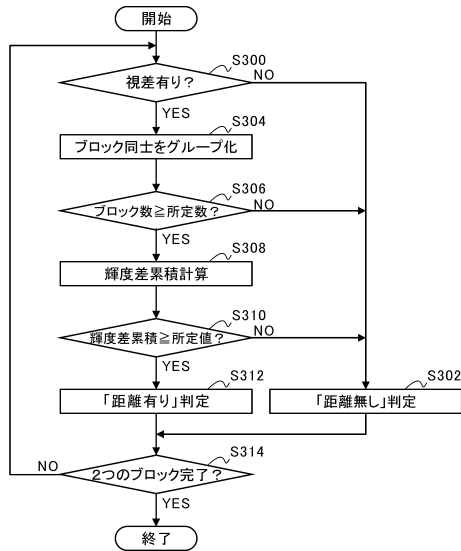 開始
S300
視差有り?
NO
YES
S304
ブロック同士をグループ化
S306
ブロック数≧所定数?
NO
YES
S308
輝度差累積計算
S310
輝度差累積≧所定値?
NO
YES
S312
「距離有り」判定
S302
「距離無し」判定
S314
2つのブロック完了?
NO
YES
終了